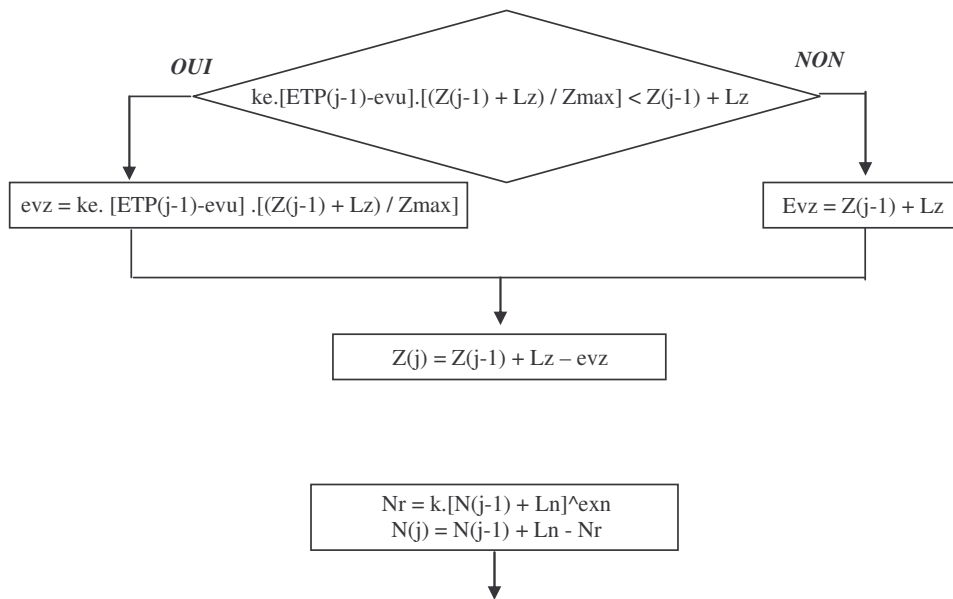 OUI
NON
ke.[ETP(j-1)-evu].[(Z(j-1) + Lz) / Zmax] < Z(j-1) + Lz
evz = ke. [ETP(j-1)-evu] .[(Z(j-1) + Lz) / Zmax]
Evz = Z(j-1) + Lz
Z(j) = Z(j-1) + Lz – evz
Nr = k.[N(j-1) + Ln]^exn
N(j) = N(j-1) + Ln - Nr